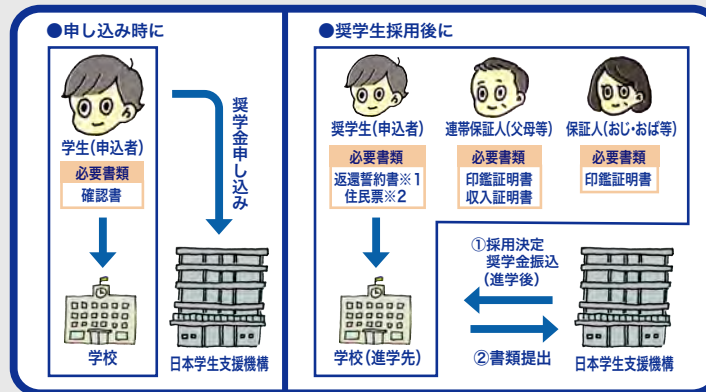 ●申し込み時に
学生(申込者)
必要書類
確認書
奨学金申し込み
学校
日本学生支援機構
●奨学生採用後に
奨学生(申込者)
必要書類
返還誓約書※1
住民票※2
連帯保証人(父母等)
必要書類
印鑑証明書
収入証明書
保証人(おじ・おば等)
必要書類
印鑑証明書
①採用決定
奨学金振込
(進学後)
②書類提出
学校(進学先)
日本学生支援機構